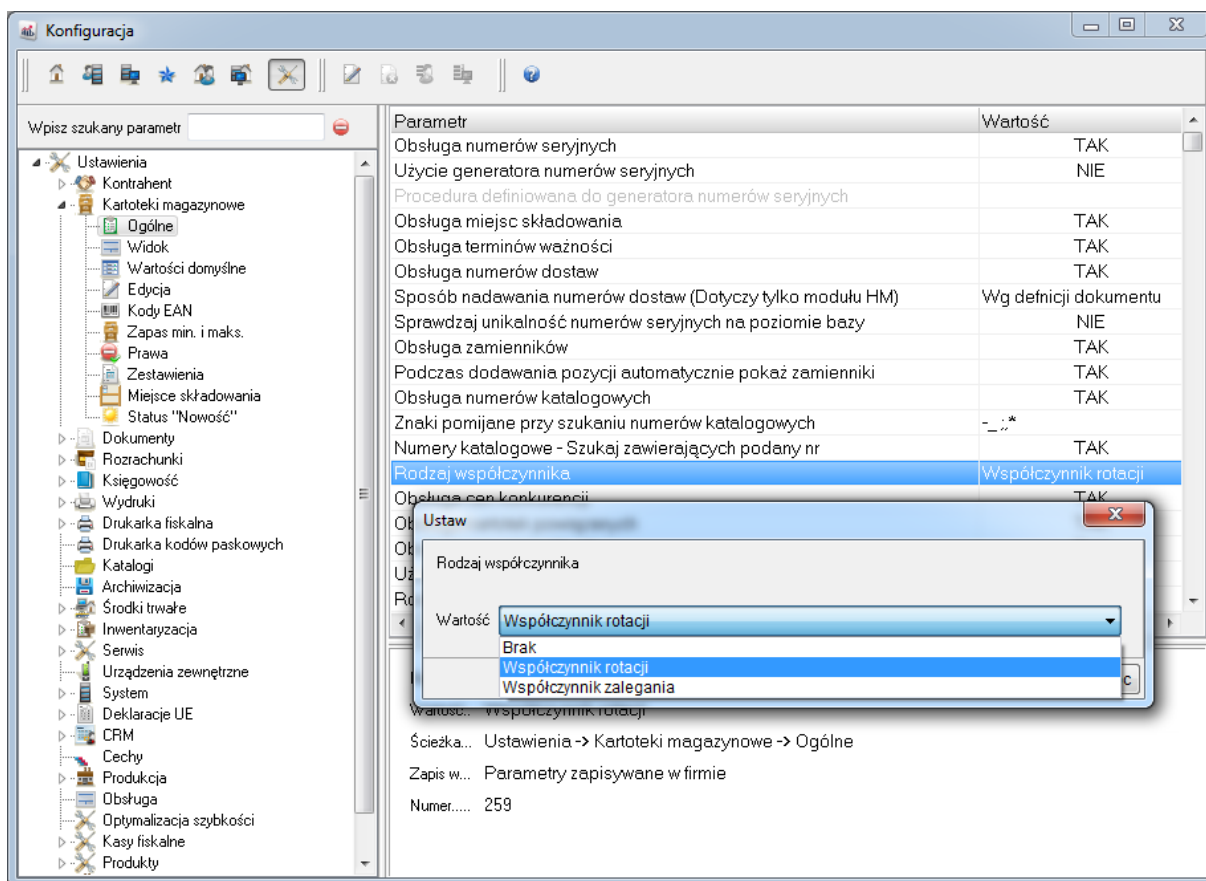 Konfiguracja
Wpisz szukany parametr
Ustawienia
Kontrahent
Kartoteki magazynowe
Ogólne
Widok
Wartości domyślne
Edycja
Kody EAN
Zapas min. i maks.
Prawa
Zestawienia
Miejsce składowania
Status "Nowość"
Dokumenty
Rozrachunki
Księgowość
Wydruki
Drukarka fiskalna
Drukarka kodów paskowych
Katalogi
Archiwizacja
Środki trwałe
Inwentaryzacja
Serwis
Urządzenia zewnętrzne
System
Deklaracje UE
CRM
Cechy
Produkcja
Obsługa
Optymalizacja szybkości
Kasy fiskalne
Produkty
Parametr Wartość
Obsługa numerów seryjnych TAK
Użycie generatora numerów seryjnych NIE
Procedura definiowana do generatora numerów seryjnych
Obsługa miejsc składowania TAK
Obsługa terminów ważności TAK
Obsługa numerów dostaw TAK
Sposób nadawania numerów dostaw (Dotyczy tylko modułu HM) Wg defnicji dokumentu
Sprawdzaj unikalność numerów seryjnych na poziomie bazy NIE
Obsługa zamienników TAK
Podczas dodawania pozycji automatycznie pokaż zamienniki TAK
Obsługa numerów katalogowych TAK
Znaki pomijane przy szukaniu numerów katalogowych -_ ;,*
Numery katalogowe - Szukaj zawierających podany nr TAK
Rodzaj współczynnika Współczynnik rotacji
Obsługa cen konkurencji TAK
Ustaw
Rodzaj współczynnika
Wartość Współczynnik rotacji
Brak
Współczynnik rotacji
Współczynnik zalegania
Wartość.. Współczynnik rotacji
Ścieżka... Ustawienia -> Kartoteki magazynowe -> Ogólne
Zapis w... Parametry zapisywane w firmie
Numer..... 259